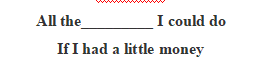 All the_________ I could do
If I had a little money